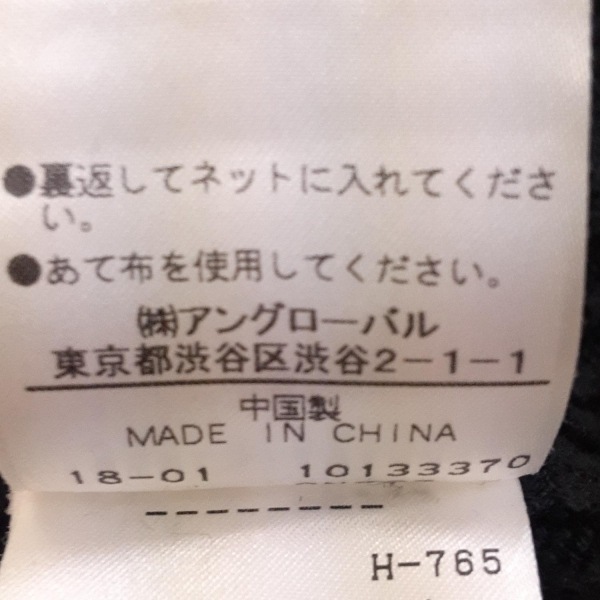 ●裏返してネットに入れてくださ
い。
●あて布を使用してください。
㈱アングローバル
東京都渋谷区渋谷2-1-1
中国製
MADE IN CHINA
18-01 10133370
--------
H-765